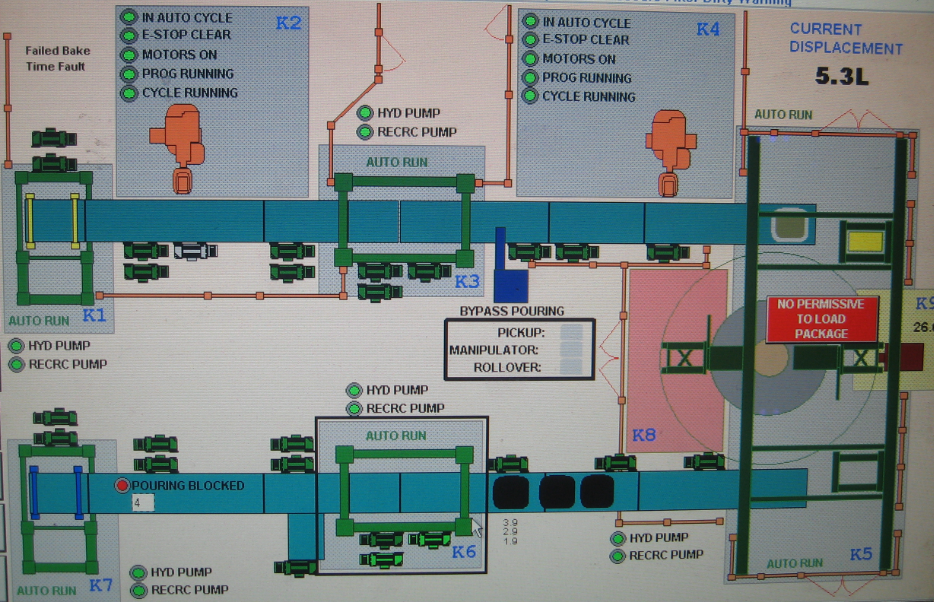 Failed Bake
Time Fault
IN AUTO CYCLE
E-STOP CLEAR
MOTORS ON
PROG RUNNING
CYCLE RUNNING
K2
HYD PUMP
RECRC PUMP
IN AUTO CYCLE
E-STOP CLEAR
MOTORS ON
PROG RUNNING
CYCLE RUNNING
K4
CURRENT
DISPLACEMENT
5.3L
AUTO RUN
AUTO RUN
K3
AUTO RUN
K1
HYD PUMP
RECRC PUMP
BYPASS POURING
PICKUP:
MANIPULATOR:
ROLLOVER:
NO PERMISSIVE
TO LOAD
PACKAGE
K9
K8
HYD PUMP
RECRC PUMP
AUTO RUN
K6
POURING BLOCKED
4
3.9
2.9
1.9
HYD PUMP
RECRC PUMP
AUTO RUN
K5
AUTO RUN
K7
HYD PUMP
RECRC PUMP